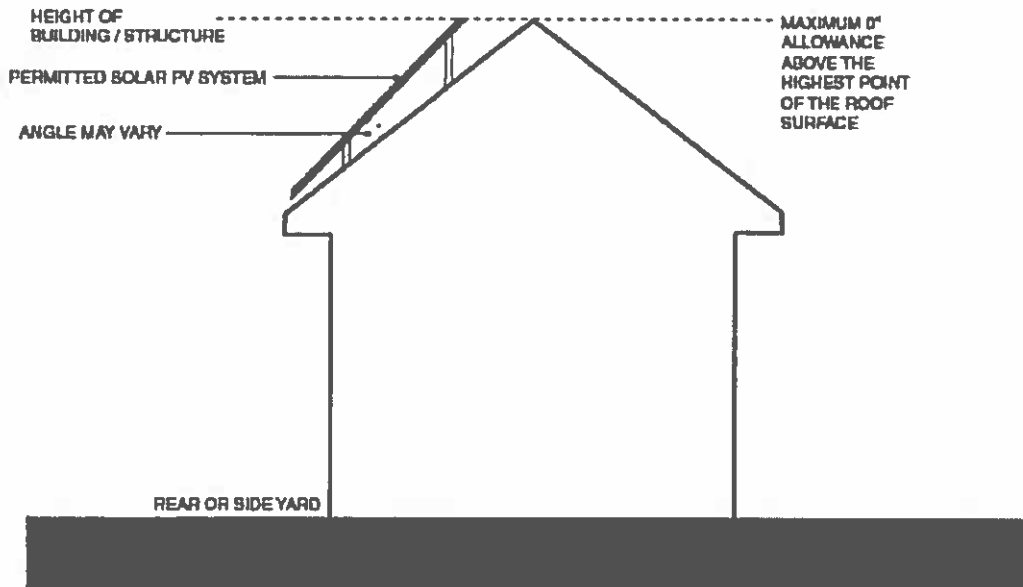 HEIGHT OF
BUILDING / STRUCTURE
PERMITTED SOLAR PV SYSTEM
ANGLE MAY VARY
MAXIMUM 0"
ALLOWANCE
ABOVE THE
HIGHEST POINT
OF THE ROOF
SURFACE
REAR OR SIDE YARD